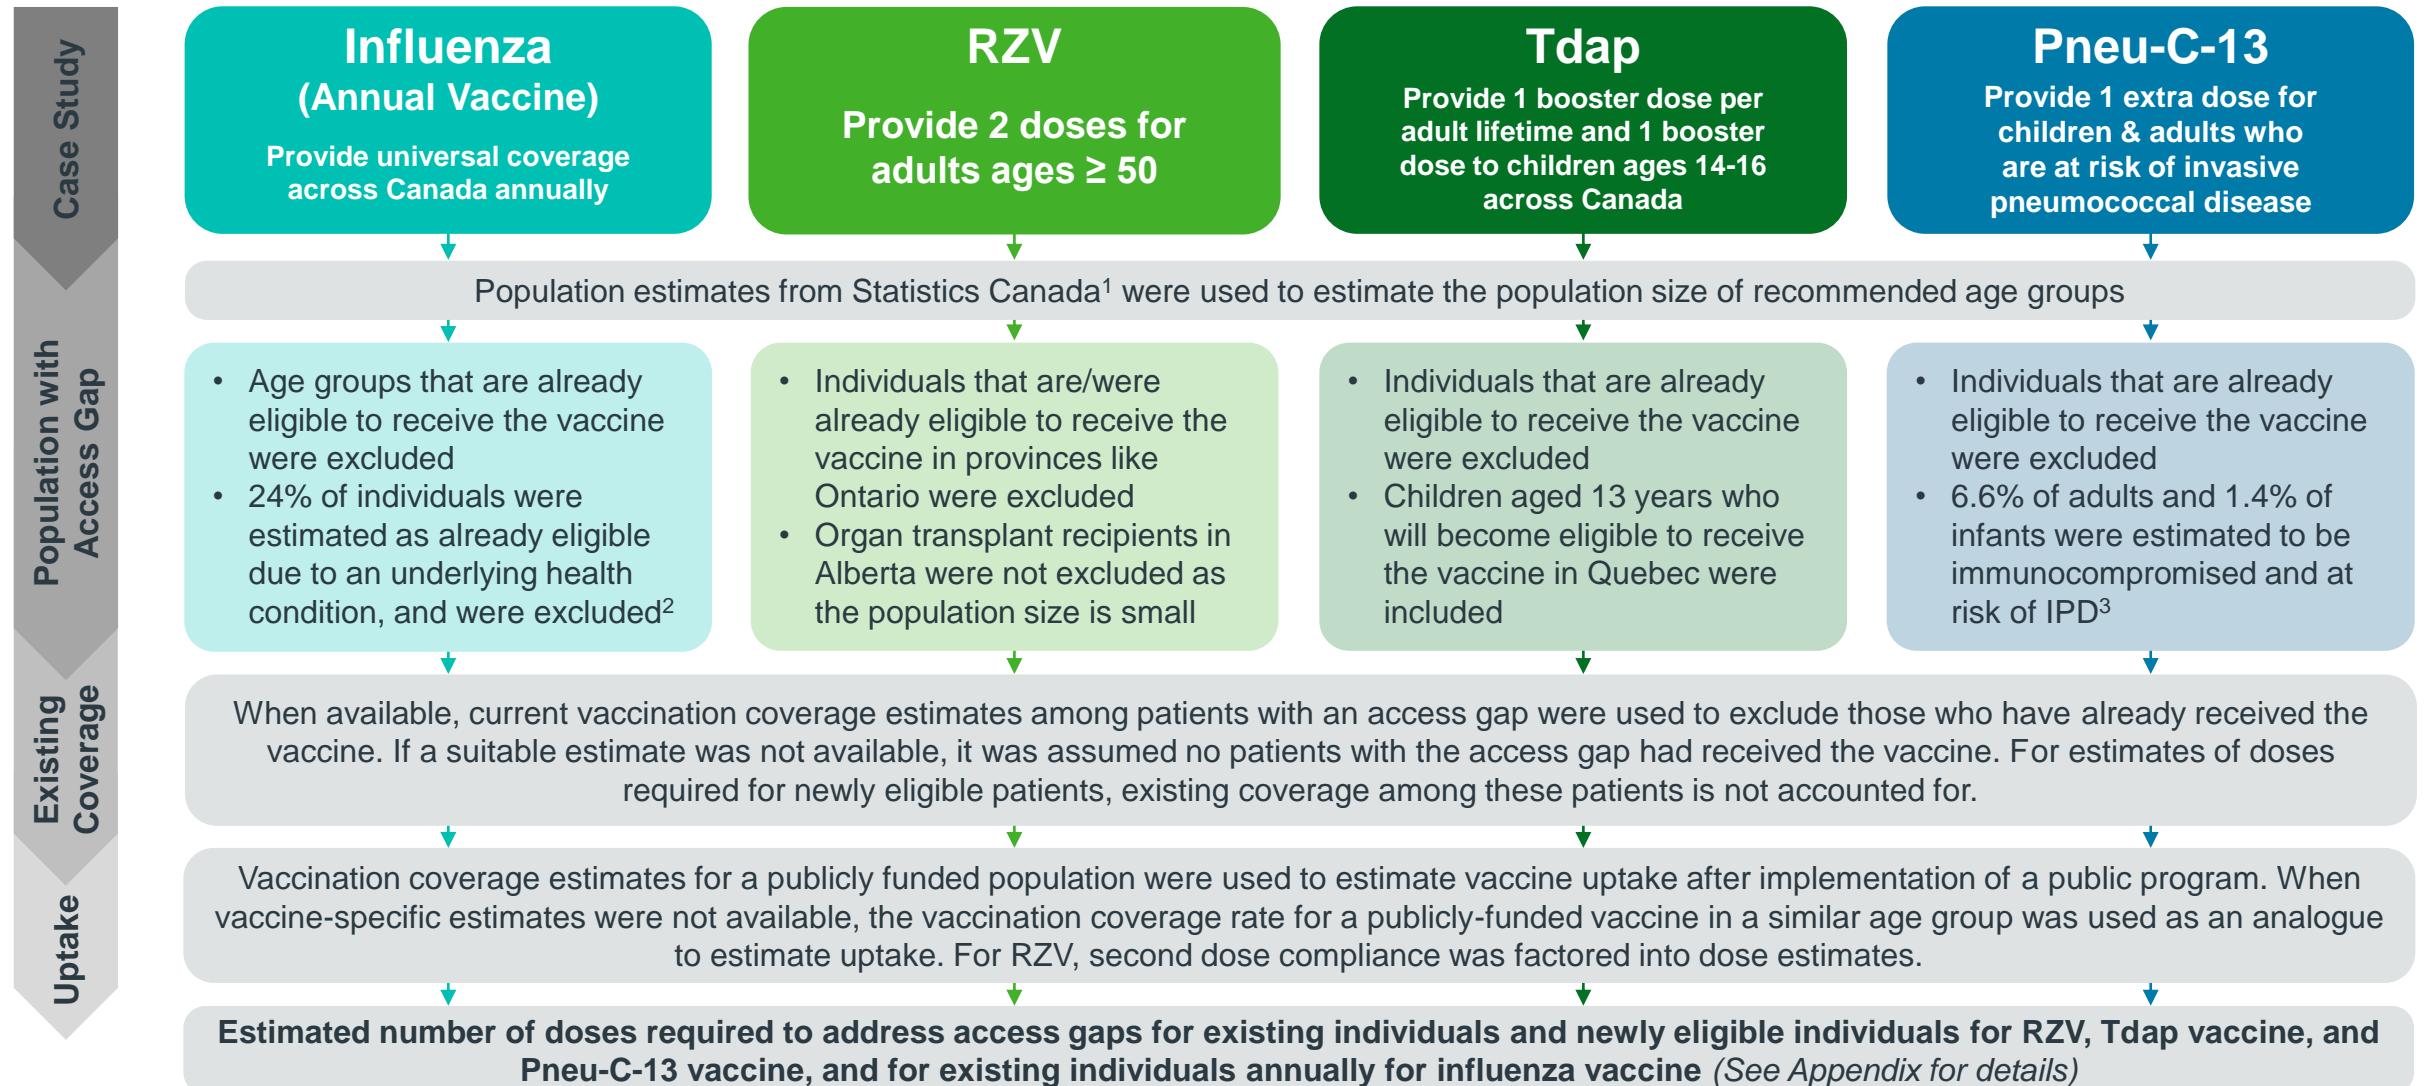 Case Study
Influenza
(Annual Vaccine)
Provide universal coverage
across Canada annually
RZV
Provide 2 doses for
adults ages ≥ 50
Tdap
Provide 1 booster dose per
adult lifetime and 1 booster
dose to children ages 14-16
across Canada
Pneu-C-13
Provide 1 extra dose for
children & adults who
are at risk of invasive
pneumococcal disease
Population with
Access Gap
Population estimates from Statistics Canada1 were used to estimate the population size of recommended age groups
• Age groups that are already
eligible to receive the vaccine
were excluded
• 24% of individuals were
estimated as already eligible
due to an underlying health
condition, and were excluded2
• Individuals that are/were
already eligible to receive the
vaccine in provinces like
Ontario were excluded
• Organ transplant recipients in
Alberta were not excluded as
the population size is small
• Individuals that are already
eligible to receive the vaccine
were excluded
• Children aged 13 years who
will become eligible to receive
the vaccine in Quebec were
included
• Individuals that are already
eligible to receive the vaccine
were excluded
• 6.6% of adults and 1.4% of
infants were estimated to be
immunocompromised and at
risk of IPD3
Existing
Coverage
When available, current vaccination coverage estimates among patients with an access gap were used to exclude those who have already received the
vaccine. If a suitable estimate was not available, it was assumed no patients with the access gap had received the vaccine. For estimates of doses
required for newly eligible patients, existing coverage among these patients is not accounted for.
Uptake
Vaccination coverage estimates for a publicly funded population were used to estimate vaccine uptake after implementation of a public program. When
vaccine-specific estimates were not available, the vaccination coverage rate for a publicly-funded vaccine in a similar age group was used as an analogue
to estimate uptake. For RZV, second dose compliance was factored into dose estimates.
Estimated number of doses required to address access gaps for existing individuals and newly eligible individuals for RZV, Tdap vaccine, and
Pneu-C-13 vaccine, and for existing individuals annually for influenza vaccine (See Appendix for details)